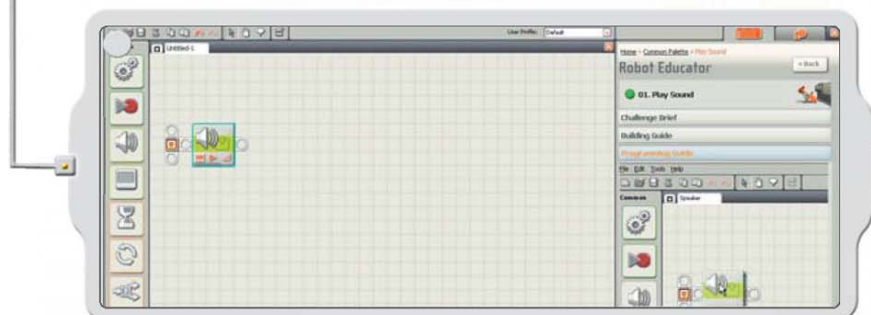 User Profile: Default
Untitled-1
Home > Common Palette > Play Sound
Robot Educator
< Back
01. Play Sound
Challenge Brief
Building Guide
Programming Guide
File Edit Tools Help
Common
Speaker